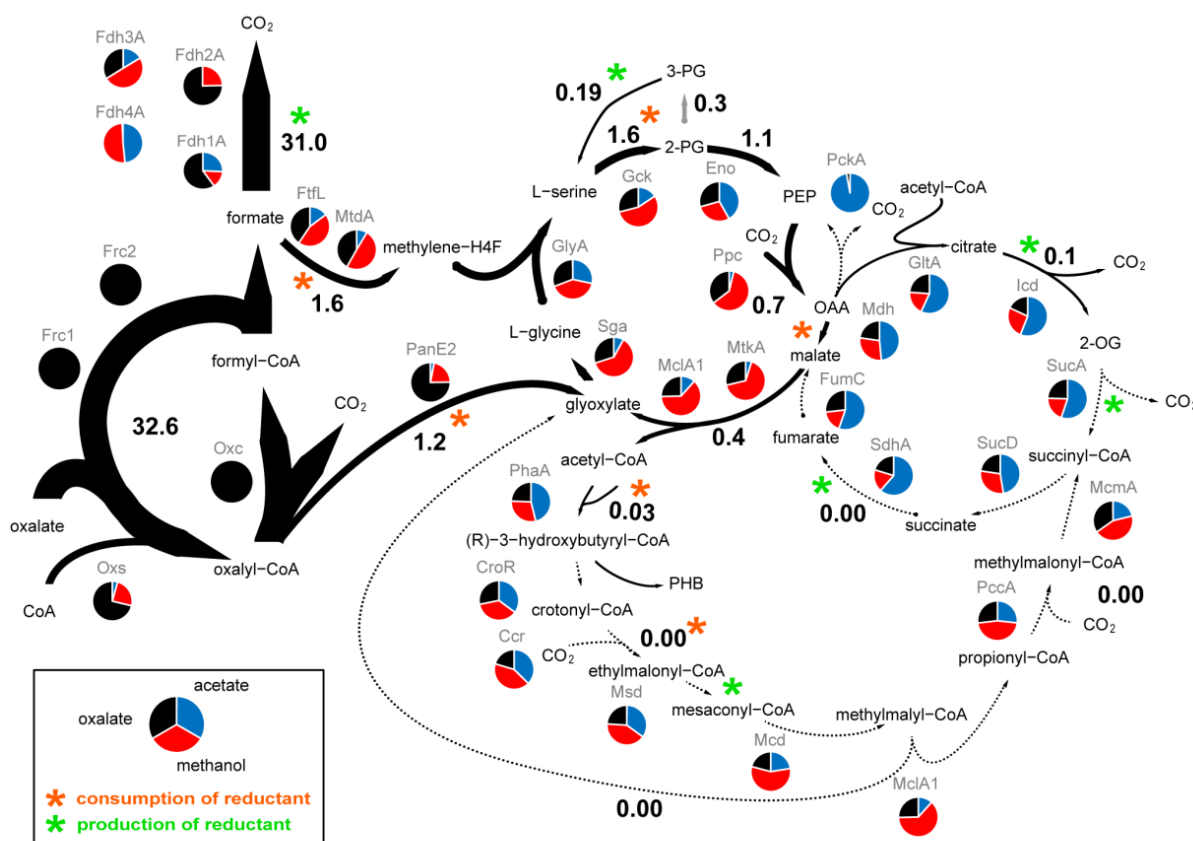 CO2
Fdh3A
Fdh2A
Fdh4A
Fdh1A
31.0
formate
FtfL
MtdA
methylene-H4F
1.6
Frc2
Frc1
formyl-CoA
32.6
Oxc
CO2
PanE2
1.2
oxalate
oxalyl-CoA
CoA
Oxs
3-PG
0.19
0.3
1.6
2-PG
1.1
L-serine
Gck
Eno
PEP
PckA
CO2
acetyl-CoA
citrate
0.1
CO2
GlyA
CO2
Ppc
0.7
OAA
GltA
Icd
Mdh
2-OG
L-glycine
Sga
MclA1
MtkA
malate
FumC
SucA
CO2
glyoxylate
0.4
fumarate
SdhA
SucD
succinyl-CoA
acetyl-CoA
PhaA
0.03
0.00
succinate
McmA
(R)-3-hydroxybutyryl-CoA
methylmalonyl-CoA
CroR
PHB
PccA
0.00
crotonyl-CoA
CO2
Ccr
CO2
0.00
propionyl-CoA
ethylmalonyl-CoA
Msd
mesaconyl-CoA
methylmalyl-CoA
Mcd
0.00
MclA1
acetate
oxalate
methanol
* consumption of reductant
* production of reductant